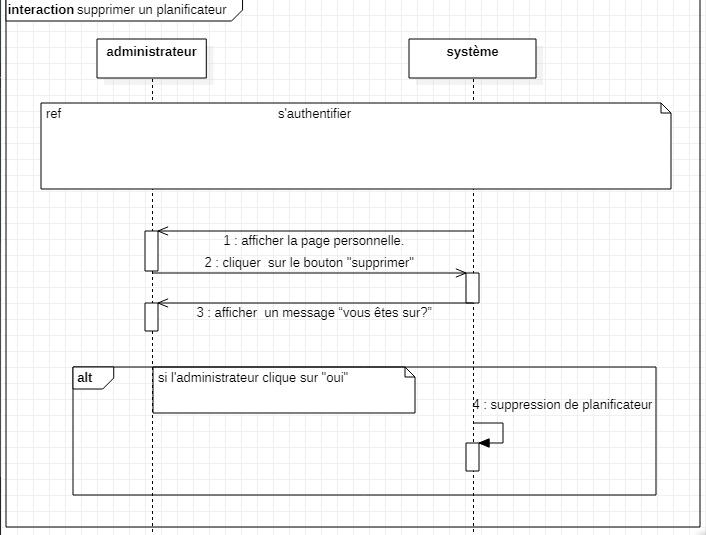 interaction supprimer un planificateur
administrateur
système
ref
s'authentifier
1 : afficher la page personnelle.
2 : cliquer  sur le bouton "supprimer"
3 : afficher  un message "vous êtes sur?"
alt
si l'administrateur clique sur "oui"
4 : suppression de planificateur